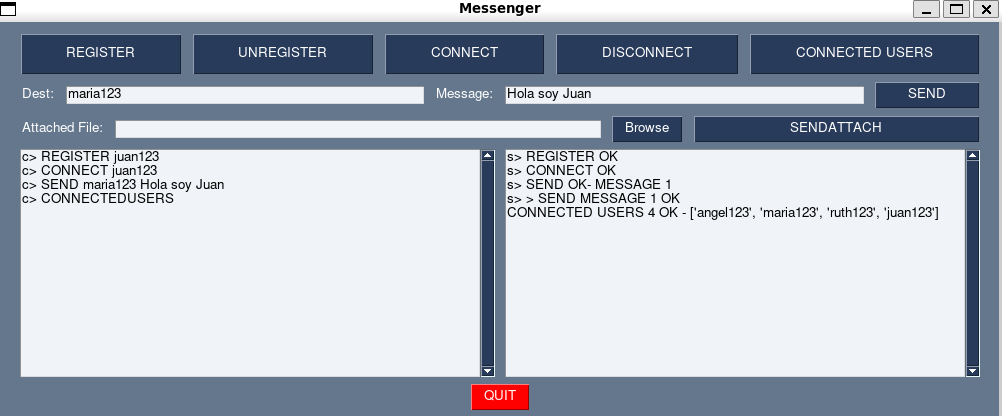 Messenger
REGISTER
UNREGISTER
CONNECT
DISCONNECT
CONNECTED USERS
Dest:
maria123
Message:
Hola soy Juan
SEND
Attached File:
Browse
SENDATTACH
c> REGISTER juan123
c> CONNECT juan123
c> SEND maria123 Hola soy Juan
c> CONNECTEDUSERS
s> REGISTER OK
s> CONNECT OK
s> SEND OK- MESSAGE 1
s> > SEND MESSAGE 1 OK
CONNECTED USERS 4 OK - ['angel123', 'maria123', 'ruth123', 'juan123']
QUIT